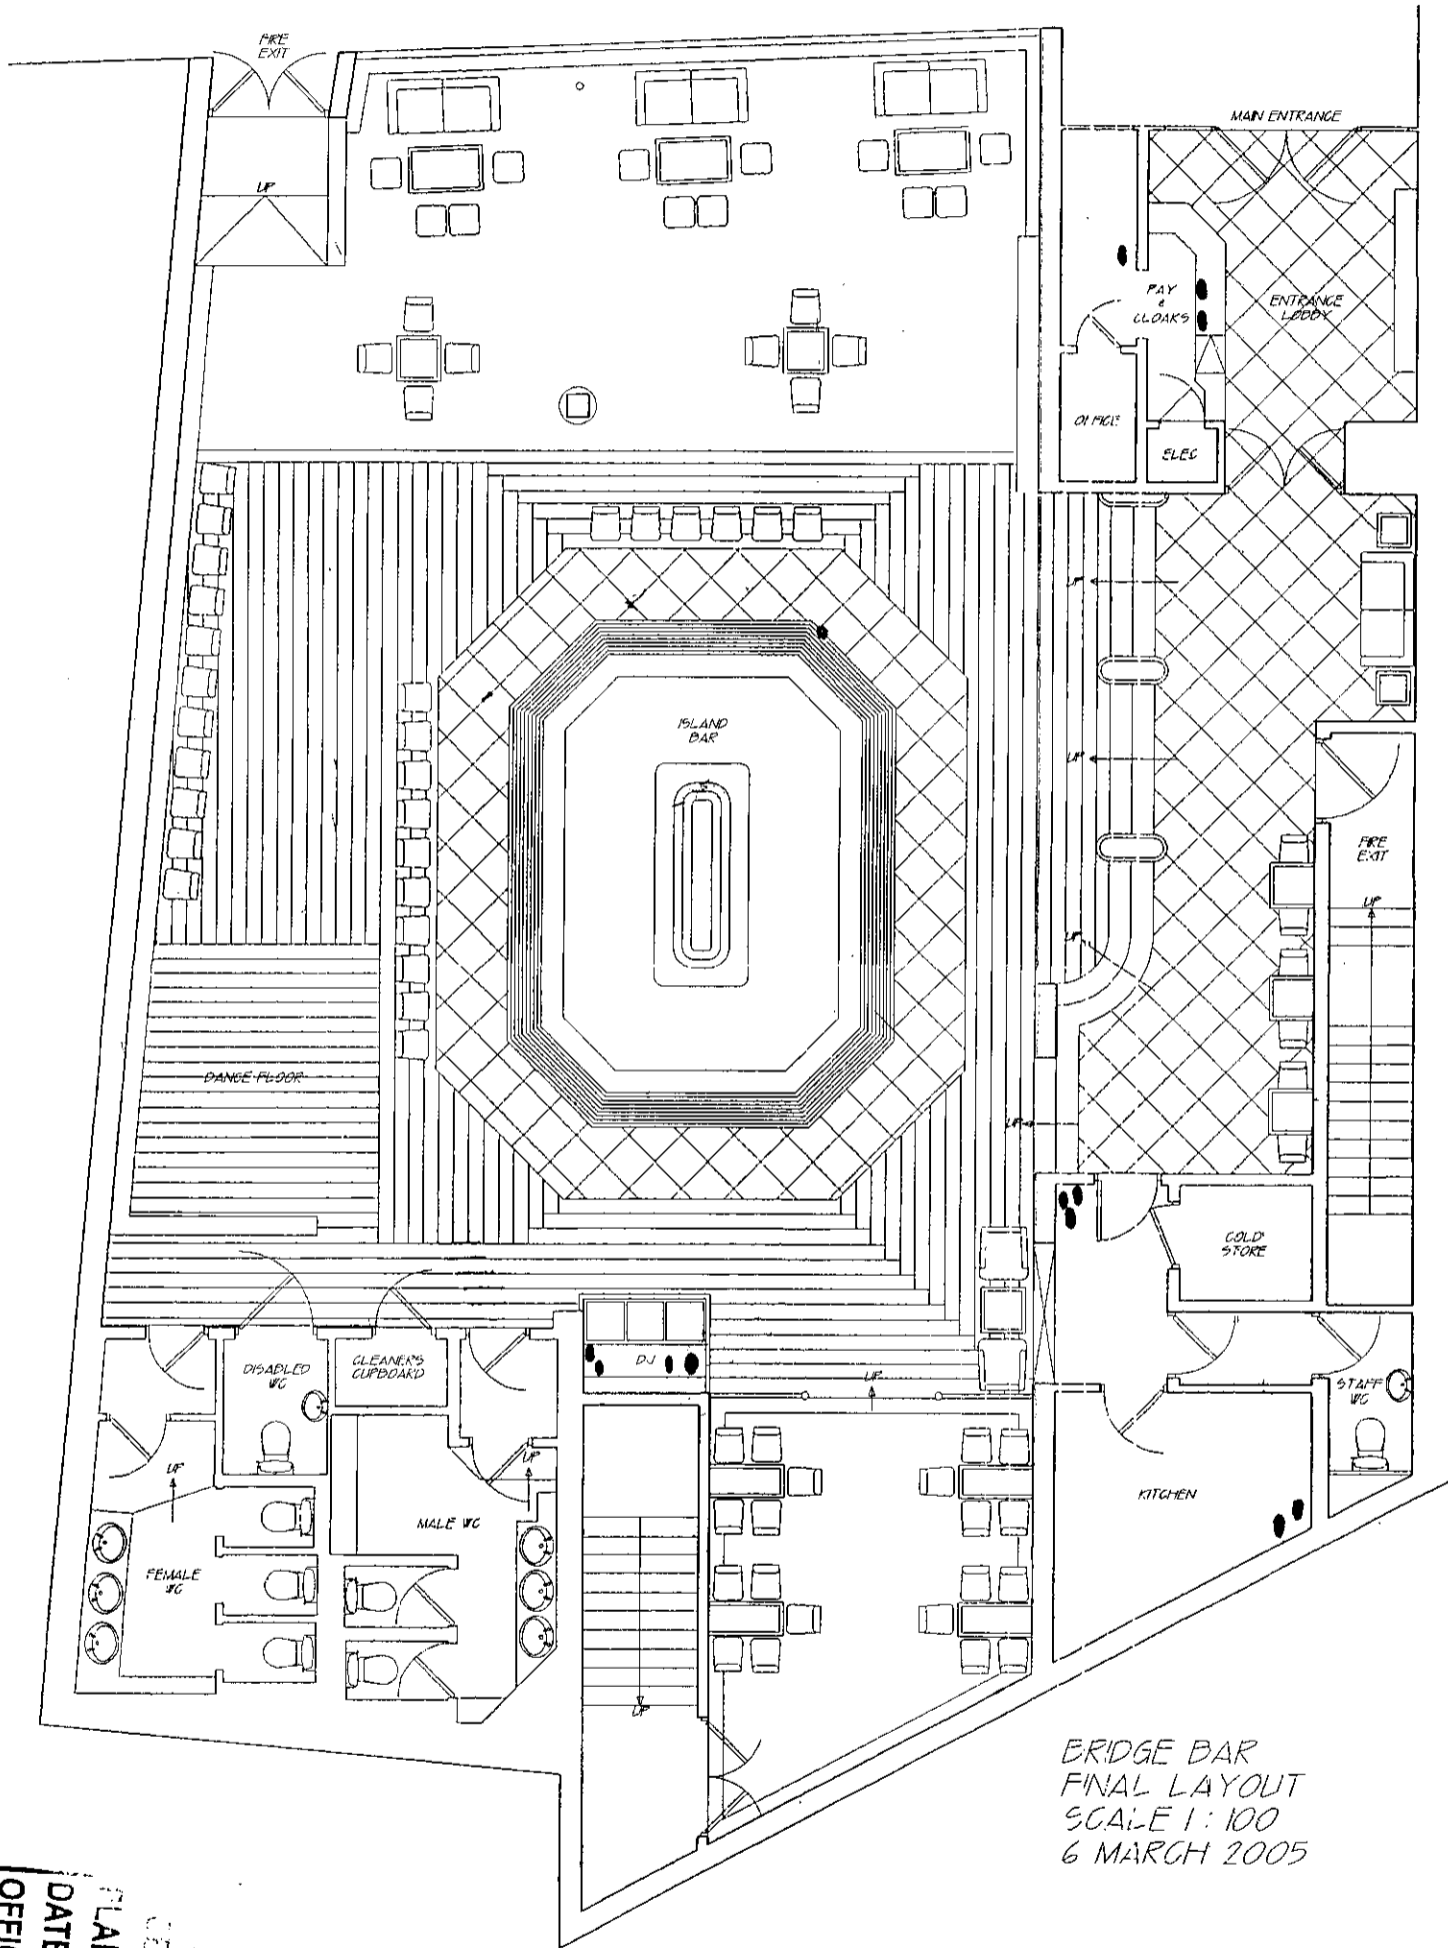 FIRE
EXIT
MAIN ENTRANCE
UP
PAY
&
CLOAKS
ENTRANCE
LOBBY
OFFICE
ELEC
UP
ISLAND
BAR
UP
FIRE
EXIT
UP
UP
DANCE FLOOR
UP
COLD
STORE
DISABLED
WC
CLEANERS
CUPBOARD
DJ
UP
STAFF
WC
UP
UP
KITCHEN
MALE WC
FEMALE
WC
UP
BRIDGE BAR
FINAL LAYOUT
SCALE 1 : 100
6 MARCH 2005
DATE